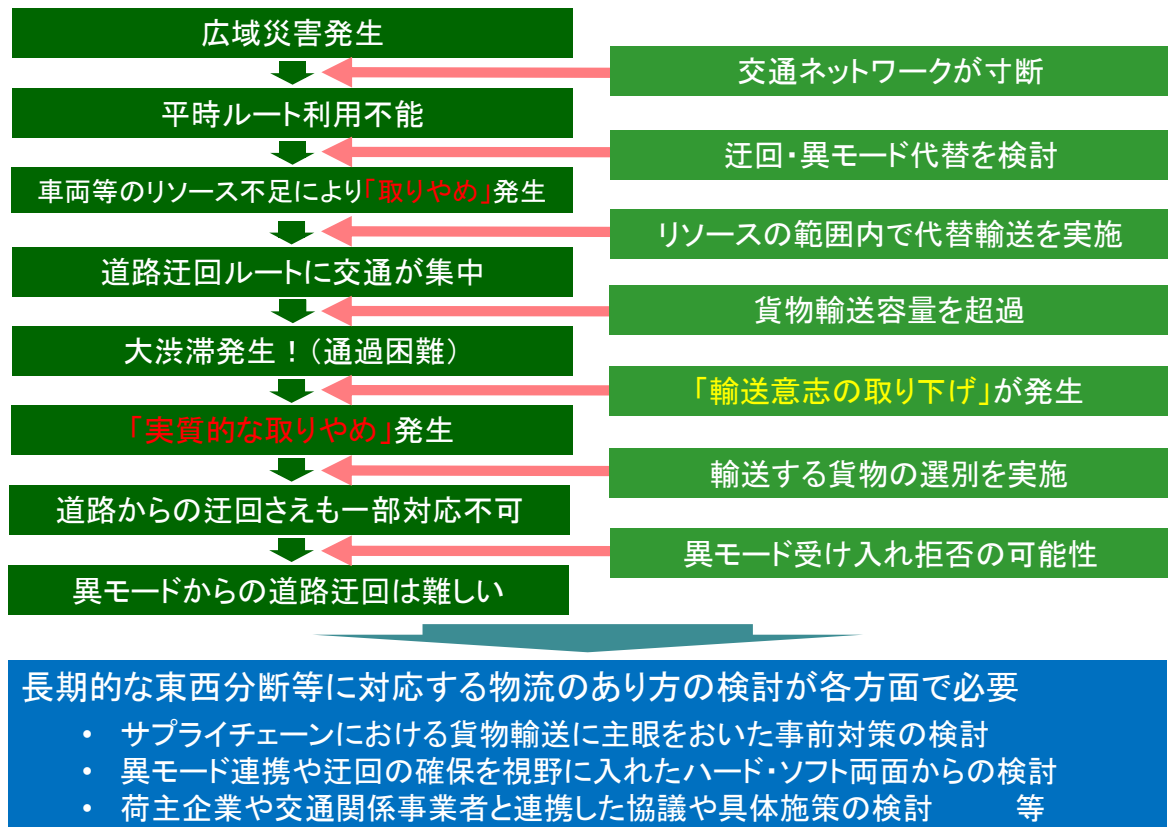 広域災害発生
交通ネットワークが寸断
平時ルート利用不能
迂回・異モード代替を検討
車両等のリソース不足により「取りやめ」発生
リソースの範囲内で代替輸送を実施
道路迂回ルートに交通が集中
貨物輸送容量を超過
大渋滞発生！（通過困難）
「輸送意志の取り下げ」が発生
「実質的な取りやめ」発生
輸送する貨物の選別を実施
道路からの迂回さえも一部対応不可
異モード受け入れ拒否の可能性
異モードからの道路迂回は難しい
長期的な東西分断等に対応する物流のあり方の検討が各方面で必要
• サプライチェーンにおける貨物輸送に主眼をおいた事前対策の検討
• 異モード連携や迂回の確保を視野に入れたハード・ソフト両面からの検討
• 荷主企業や交通関係事業者と連携した協議や具体施策の検討　　　等